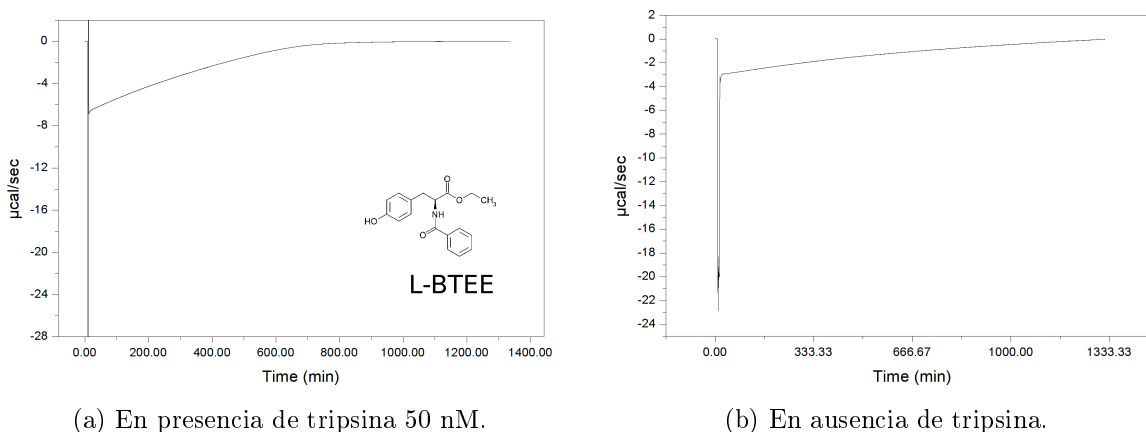 0
-4
-8
-12
-16
-20
-24
-28
µcal/sec
0.00 200.00 400.00 600.00 800.00 1000.00 1200.00 1400.00
Time (min)
O
O CH3
HO
NH
O
L-BTEE
(a) En presencia de tripsina 50 nM.
2
0
-2
-4
-6
-8
-10
-12
-14
-16
-18
-20
-22
-24
µcal/sec
0.00 333.33 666.67 1000.00 1333.33
Time (min)
(b) En ausencia de tripsina.